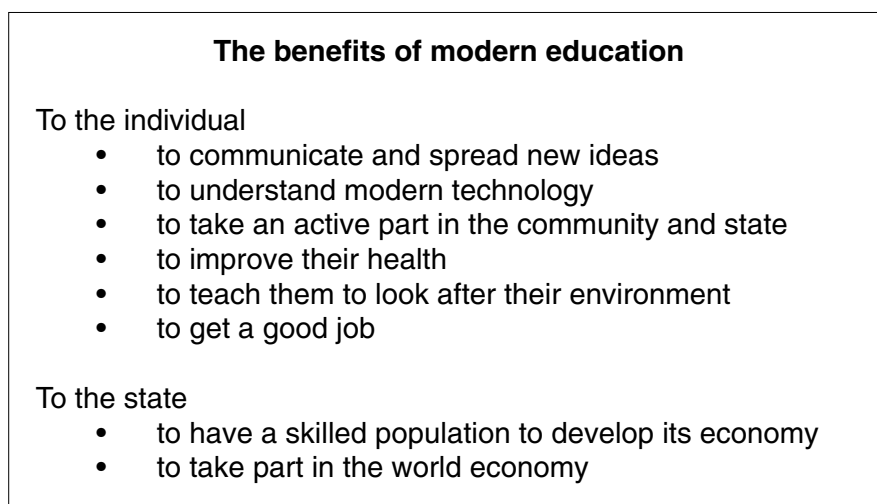 The benefits of modern education
To the individual
• to communicate and spread new ideas
• to understand modern technology
• to take an active part in the community and state
• to improve their health
• to teach them to look after their environment
• to get a good job
To the state
• to have a skilled population to develop its economy
• to take part in the world economy